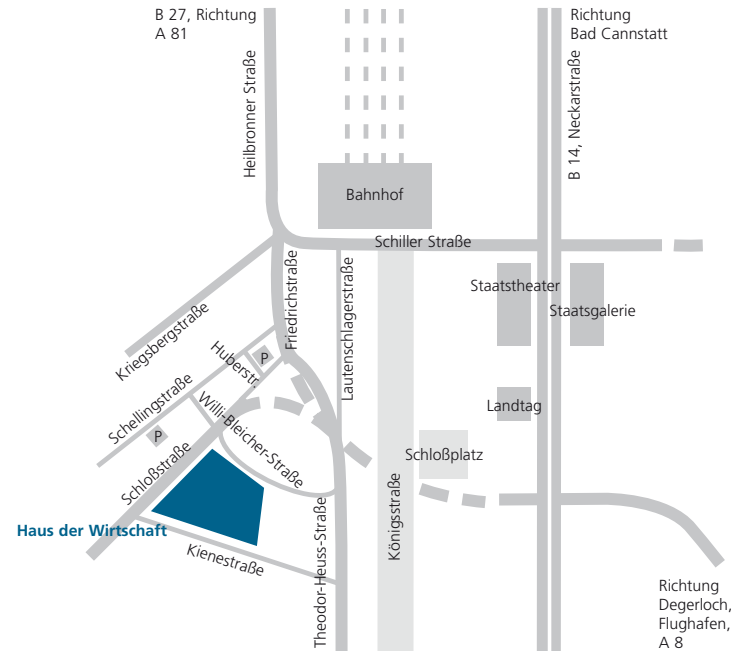 B 27, Richtung
A 81
Richtung
Bad Cannstatt
Heilbronner Straße
B 14, Neckarstraße
Bahnhof
Schiller Straße
Friedrichstraße
Lautenschlagerstraße
Staatstheater
Staatsgalerie
Kriegsbergstraße
Huberstr.
P
Schellingstraße
Willi-Bleicher-Straße
Landtag
P
Schloßstraße
Schloßplatz
Königsstraße
Theodor-Heuss-Straße
Haus der Wirtschaft
Kienestraße
Richtung
Degerloch,
Flughafen,
A 8